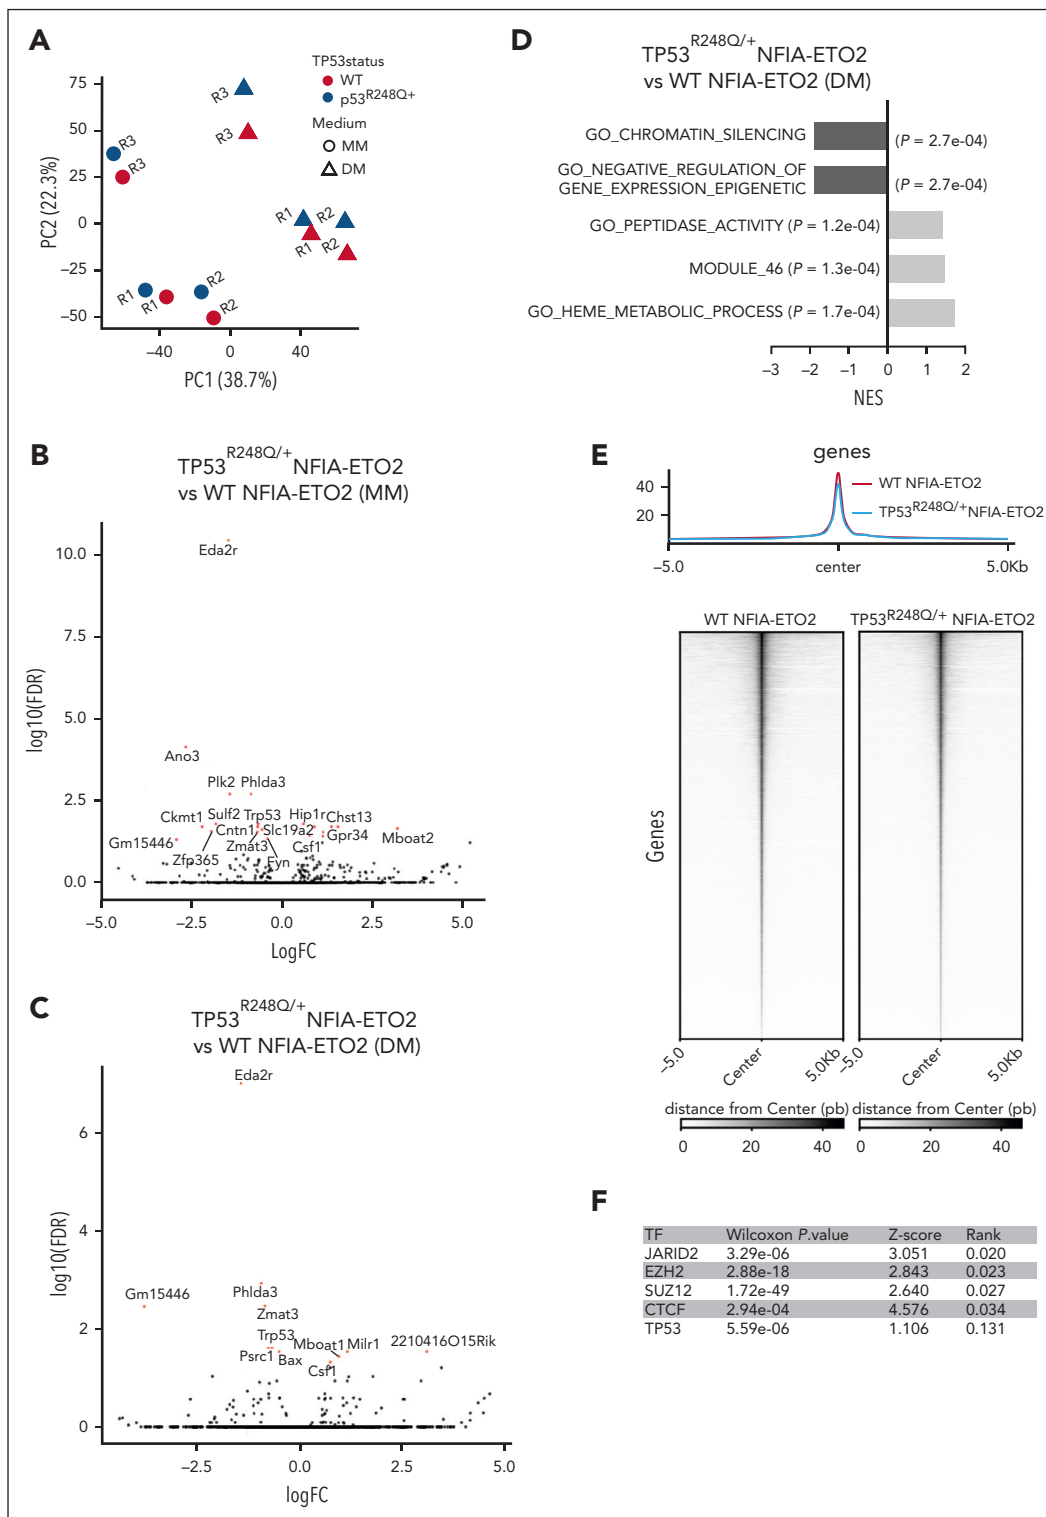 A
TP53status
WT
p53R248Q+
Medium
MM
DM
75
50
25
0
−25
−50
PC2 (22.3%)
R3
R3
R3
R3
R1
R2
R1
R2
R1
R1
R2
R2
−40
0
40
PC1 (38.7%)
B
TP53R248Q/+ NFIA-ETO2
vs WT NFIA-ETO2 (MM)
10.0
7.5
5.0
2.5
0.0
log10(FDR)
Eda2r
Ano3
Plk2
Phlda3
Ckmt1
Sulf2
Trp53
Hip1r
Chst13
Cntn1
Slc19a2
Gpr34
Mboat2
Gm15446
Zmat3
Csf1
Zfp365
Fyn
−5.0
−2.5
0.0
2.5
5.0
LogFC
C
TP53R248Q/+ NFIA-ETO2
vs WT NFIA-ETO2 (DM)
6
4
2
0
log10(FDR)
Eda2r
Gm15446
Phlda3
Zmat3
Trp53
Mboat1
Milr1
2210416O15Rik
Psrc1
Bax
Csf1
−2.5
0.0
2.5
5.0
logFC
D
TP53R248Q/+ NFIA-ETO2
vs WT NFIA-ETO2 (DM)
GO_CHROMATIN_SILENCING
(P = 2.7e-04)
GO_NEGATIVE_REGULATION_OF
GENE_EXPRESSION_EPIGENETIC
(P = 2.7e-04)
GO_PEPTIDASE_ACTIVITY (P = 1.2e-04)
MODULE_46 (P = 1.3e-04)
GO_HEME_METABOLIC_PROCESS (P = 1.7e-04)
−3
−2
−1
0
1
2
NES
E
genes
40
20
WT NFIA-ETO2
TP53R248Q/+NFIA-ETO2
−5.0
center
5.0Kb
WT NFIA-ETO2
TP53R248Q/+ NFIA-ETO2
Genes
−5.0
Center
5.0Kb
−5.0
Center
5.0Kb
distance from Center (pb)
distance from Center (pb)
0
20
40
0
20
40
F
TF Wilcoxon P.value Z-score Rank
JARID2 3.29e-06 3.051 0.020
EZH2 2.88e-18 2.843 0.023
SUZ12 1.72e-49 2.640 0.027
CTCF 2.94e-04 4.576 0.034
TP53 5.59e-06 1.106 0.131